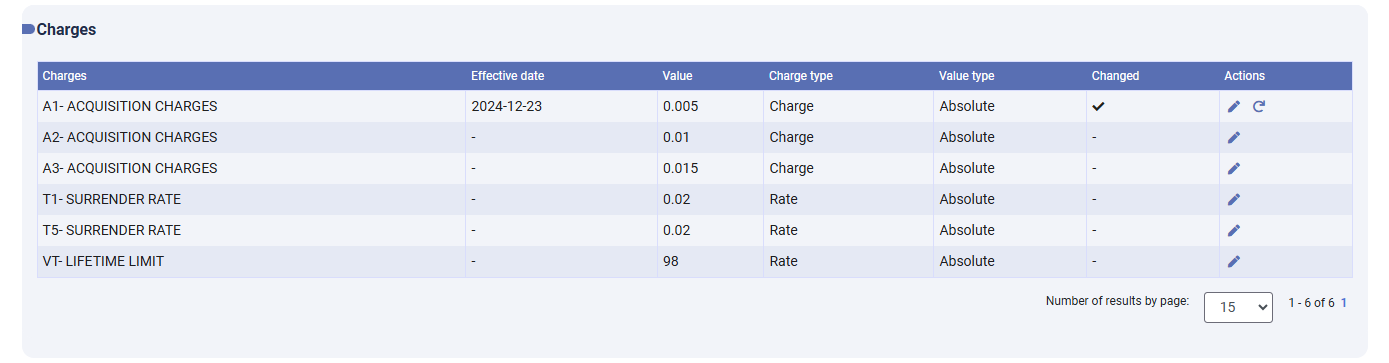 Charges
Charges Effective date Value Charge type Value type Changed Actions
A1- ACQUISITION CHARGES 2024-12-23 0.005 Charge Absolute
A2- ACQUISITION CHARGES - 0.01 Charge Absolute -
A3- ACQUISITION CHARGES - 0.015 Charge Absolute -
T1- SURRENDER RATE - 0.02 Rate Absolute -
T5- SURRENDER RATE - 0.02 Rate Absolute -
VT- LIFETIME LIMIT - 98 Rate Absolute -
Number of results by page: 15 1 - 6 of 6 1